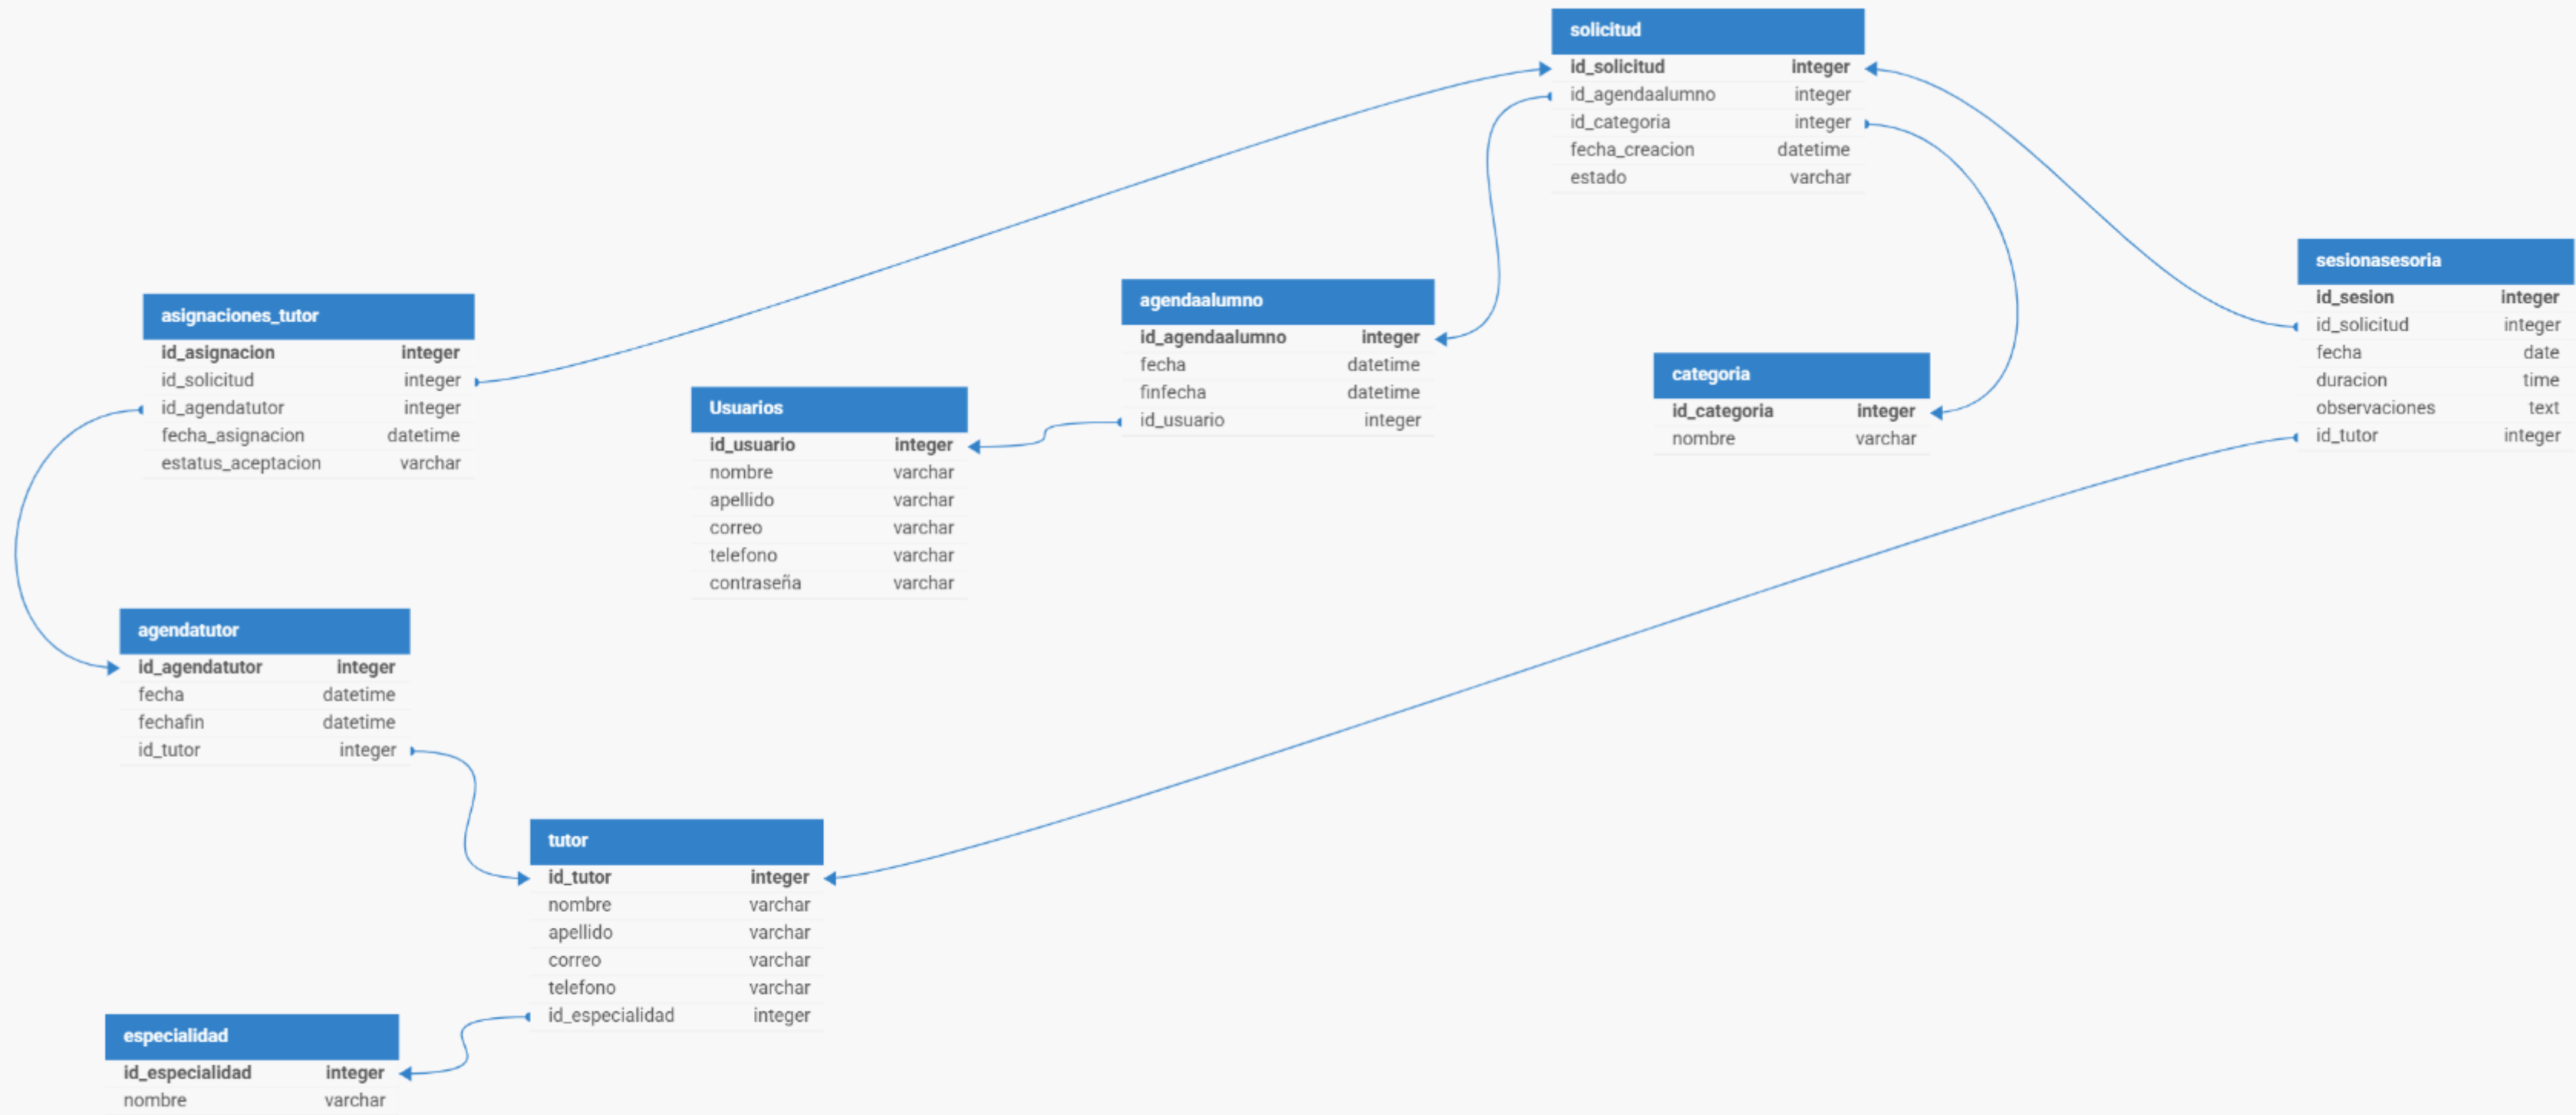 solicitud
id_solicitud integer
id_agendaalumno integer
id_categoria integer
fecha_creacion datetime
estado varchar
sesionasesoria
id_sesion integer
id_solicitud integer
fecha date
duracion time
observaciones text
id_tutor integer
agendaalumno
id_agendaalumno integer
fecha datetime
finfecha datetime
id_usuario integer
asignaciones_tutor
id_asignacion integer
id_solicitud integer
id_agendatutor integer
fecha_asignacion datetime
estatus_aceptacion varchar
categoria
id_categoria integer
nombre varchar
Usuarios
id_usuario integer
nombre varchar
apellido varchar
correo varchar
telefono varchar
contraseña varchar
agendatutor
id_agendatutor integer
fecha datetime
fechafin datetime
id_tutor integer
tutor
id_tutor integer
nombre varchar
apellido varchar
correo varchar
telefono varchar
id_especialidad integer
especialidad
id_especialidad integer
nombre varchar